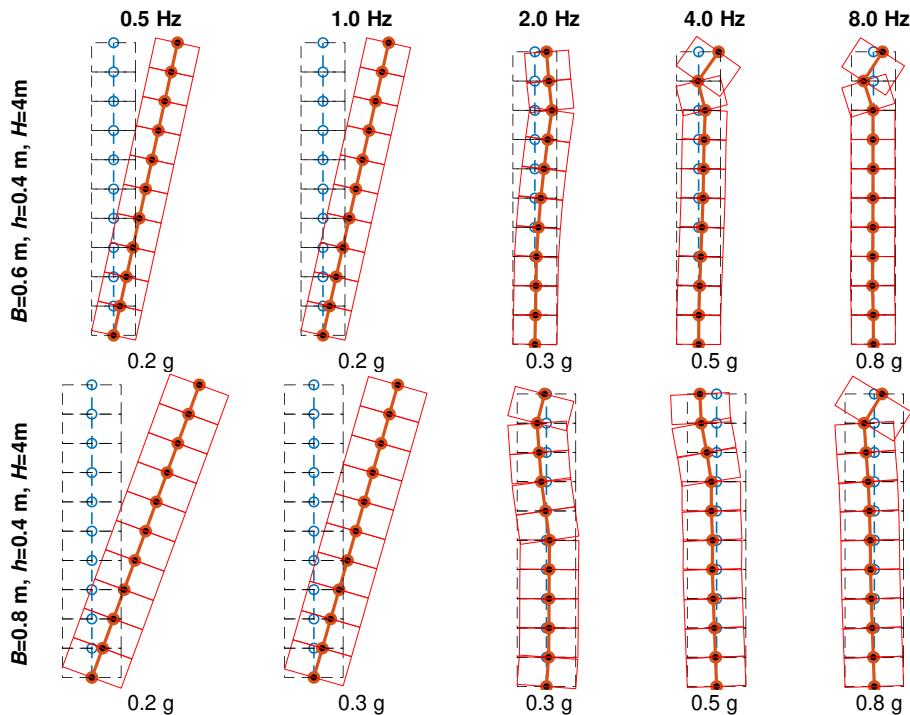 0.5 Hz 1.0 Hz 2.0 Hz 4.0 Hz 8.0 Hz
B=0.6 m, h=0.4 m, H=4m
0.2 g 0.2 g 0.3 g 0.5 g 0.8 g
B=0.8 m, h=0.4 m, H=4m
0.2 g 0.3 g 0.3 g 0.5 g 0.8 g